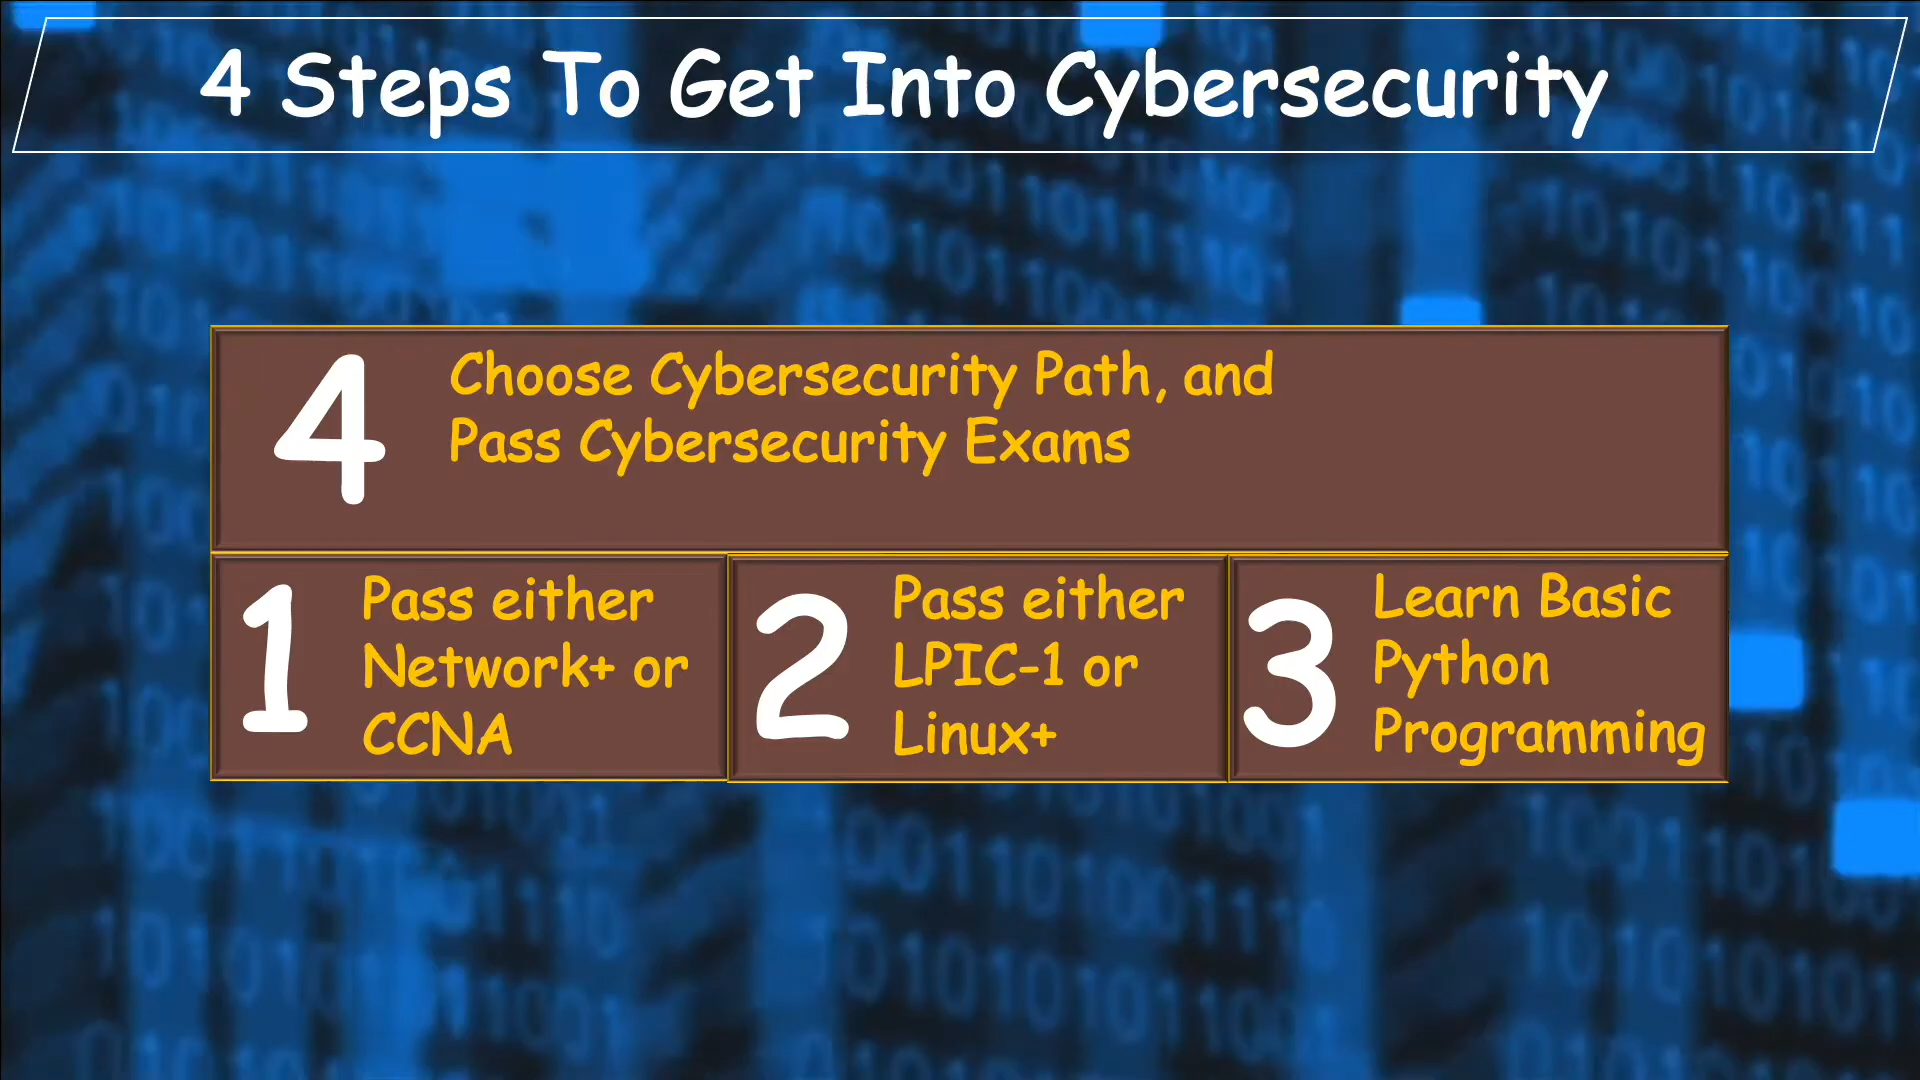 4 Steps To Get Into Cybersecurity
4
Choose Cybersecurity Path, and
Pass Cybersecurity Exams
1
Pass either
Network+ or
CCNA
2
Pass either
LPIC-1 or
Linux+
3
Learn Basic
Python
Programming